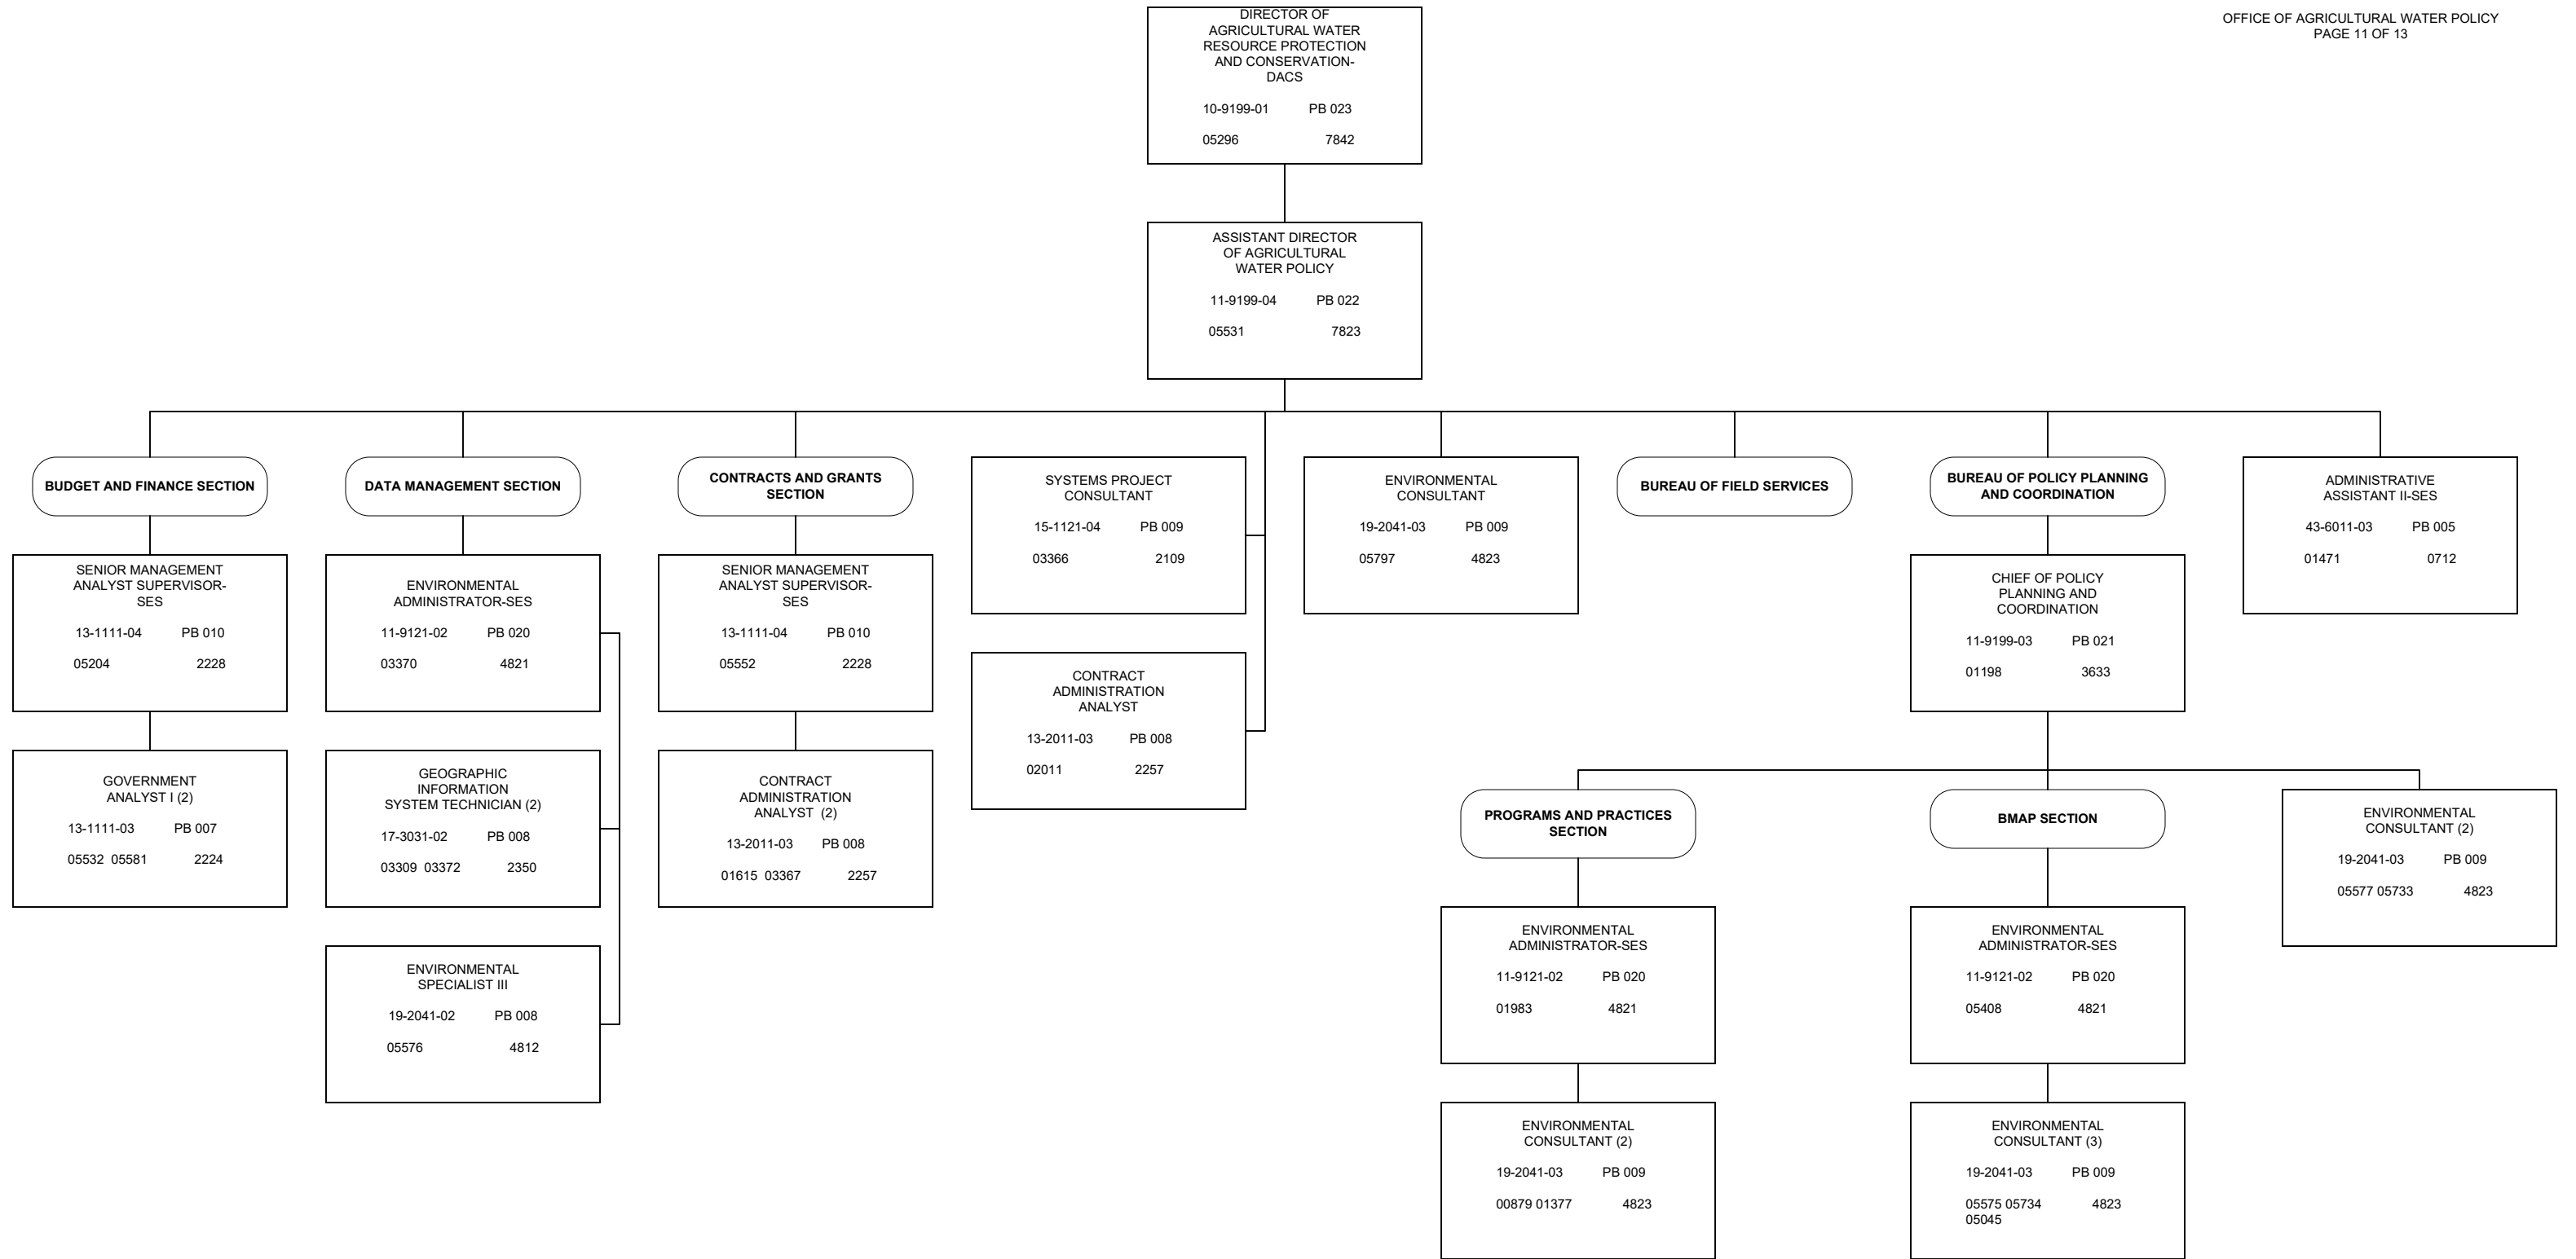 OFFICE OF AGRICULTURAL WATER POLICY
PAGE 11 OF 13
DIRECTOR OF
AGRICULTURAL WATER
RESOURCE PROTECTION
AND CONSERVATION-
DACS
10-9199-01 PB 023
05296 7842
ASSISTANT DIRECTOR
OF AGRICULTURAL
WATER POLICY
11-9199-04 PB 022
05531 7823
BUDGET AND FINANCE SECTION
SENIOR MANAGEMENT
ANALYST SUPERVISOR-
SES
13-1111-04 PB 010
05204 2228
GOVERNMENT
ANALYST I (2)
13-1111-03 PB 007
05532 05581 2224
DATA MANAGEMENT SECTION
ENVIRONMENTAL
ADMINISTRATOR-SES
11-9121-02 PB 020
03370 4821
GEOGRAPHIC
INFORMATION
SYSTEM TECHNICIAN (2)
17-3031-02 PB 008
03309 03372 2350
ENVIRONMENTAL
SPECIALIST III
19-2041-02 PB 008
05576 4812
CONTRACTS AND GRANTS
SECTION
SENIOR MANAGEMENT
ANALYST SUPERVISOR-
SES
13-1111-04 PB 010
05552 2228
CONTRACT
ADMINISTRATION
ANALYST (2)
13-2011-03 PB 008
01615 03367 2257
SYSTEMS PROJECT
CONSULTANT
15-1121-04 PB 009
03366 2109
CONTRACT
ADMINISTRATION
ANALYST
13-2011-03 PB 008
02011 2257
ENVIRONMENTAL
CONSULTANT
19-2041-03 PB 009
05797 4823
BUREAU OF FIELD SERVICES
BUREAU OF POLICY PLANNING
AND COORDINATION
CHIEF OF POLICY
PLANNING AND
COORDINATION
11-9199-03 PB 021
01198 3633
PROGRAMS AND PRACTICES
SECTION
ENVIRONMENTAL
ADMINISTRATOR-SES
11-9121-02 PB 020
01983 4821
ENVIRONMENTAL
CONSULTANT (2)
19-2041-03 PB 009
00879 01377 4823
BMAP SECTION
ENVIRONMENTAL
ADMINISTRATOR-SES
11-9121-02 PB 020
05408 4821
ENVIRONMENTAL
CONSULTANT (3)
19-2041-03 PB 009
05575 05734 4823
05045
ENVIRONMENTAL
CONSULTANT (2)
19-2041-03 PB 009
05577 05733 4823
ADMINISTRATIVE
ASSISTANT II-SES
43-6011-03 PB 005
01471 0712